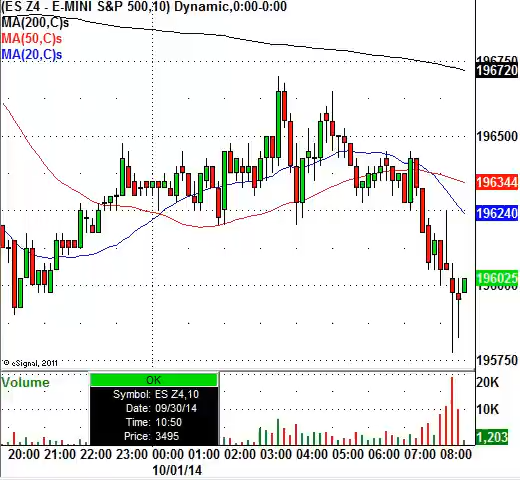 (ES Z4 - E-MINI S&P 500,10) Dynamic,0:00-0:00
MA(200,C)s
MA(50,C)s
MA(20,C)s
196750
196720
196500
196344
196240
196025
196000
195750
© eSignal, 2011
Volume
OK
Symbol: ES Z4,10
Date: 09/30/14
Time: 10:50
Price: 3495
20K
10K
1,203
20:00 21:00 22:00 23:00 00:00 01:00 02:00 03:00 04:00 05:00 06:00 07:00 08:00
10/01/14